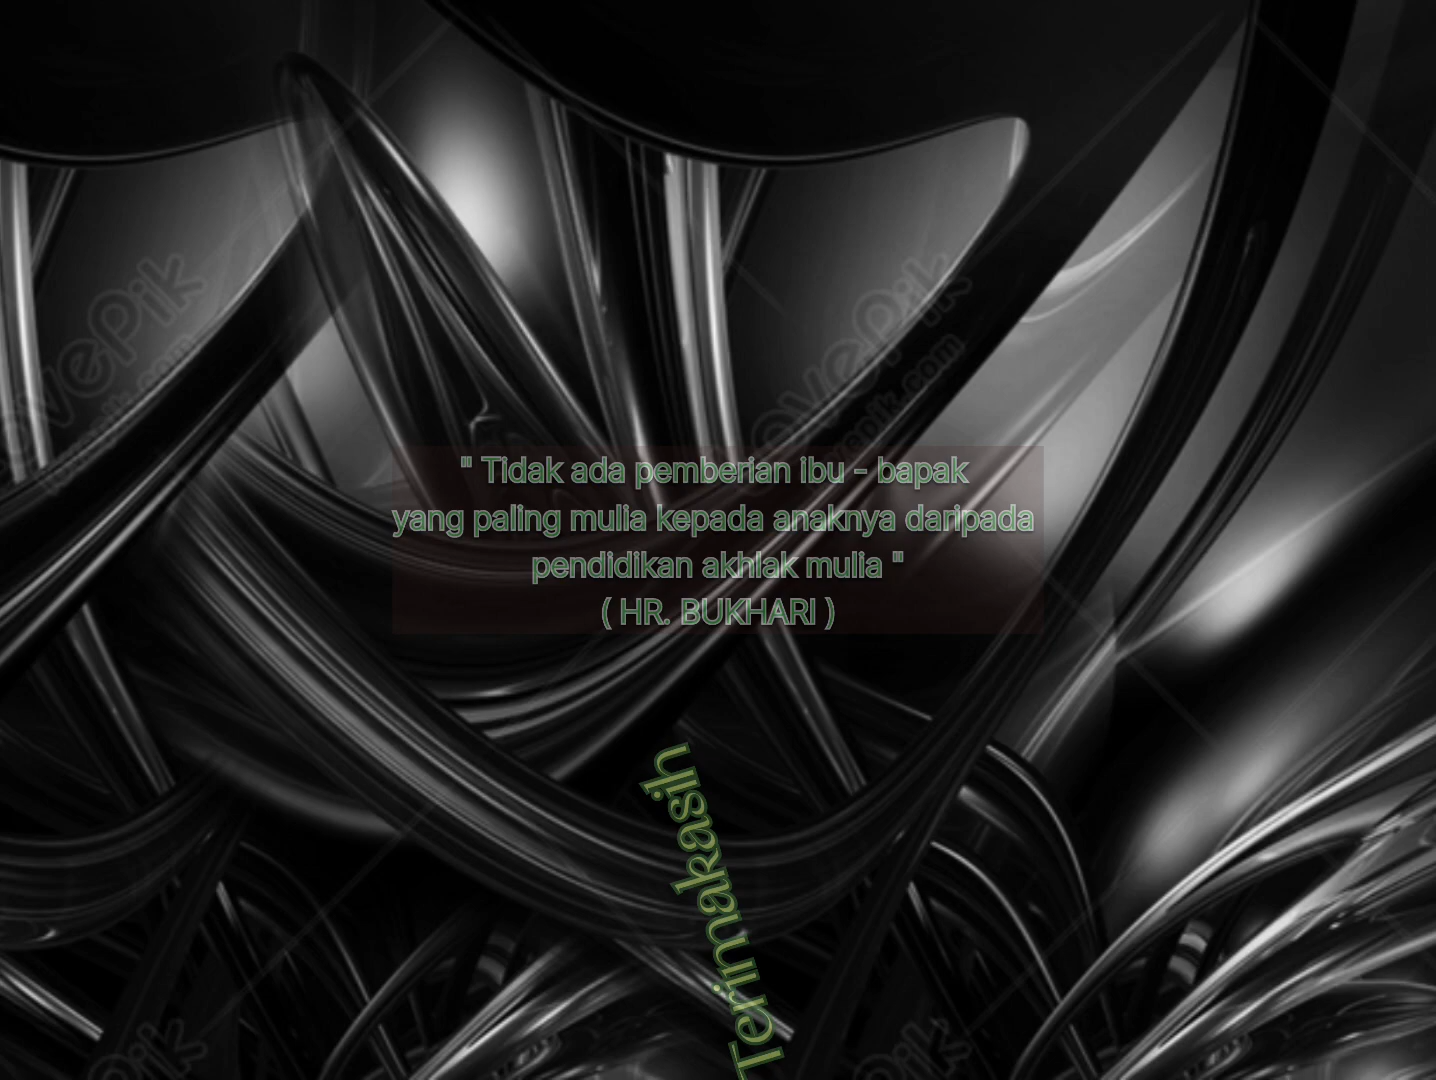 " Tidak ada pemberian ibu - bapak
yang paling mulia kepada anaknya daripada
pendidikan akhlak mulia "
( HR. BUKHARI )
Terimakasih